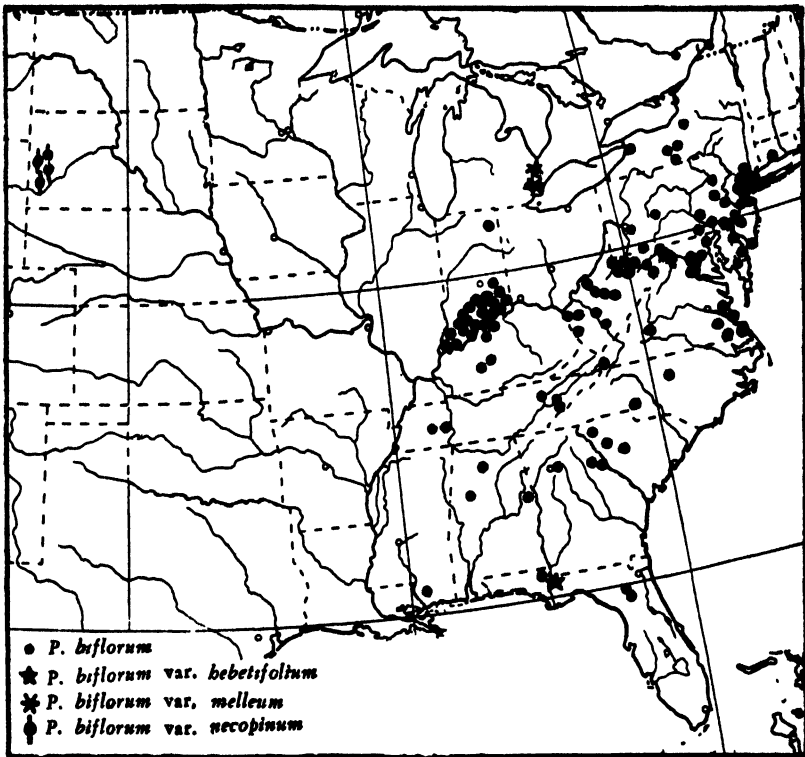 P. biflorum
P. biflorum var. hebetifolium
P. biflorum var. melleum
P. biflorum var. necopinum